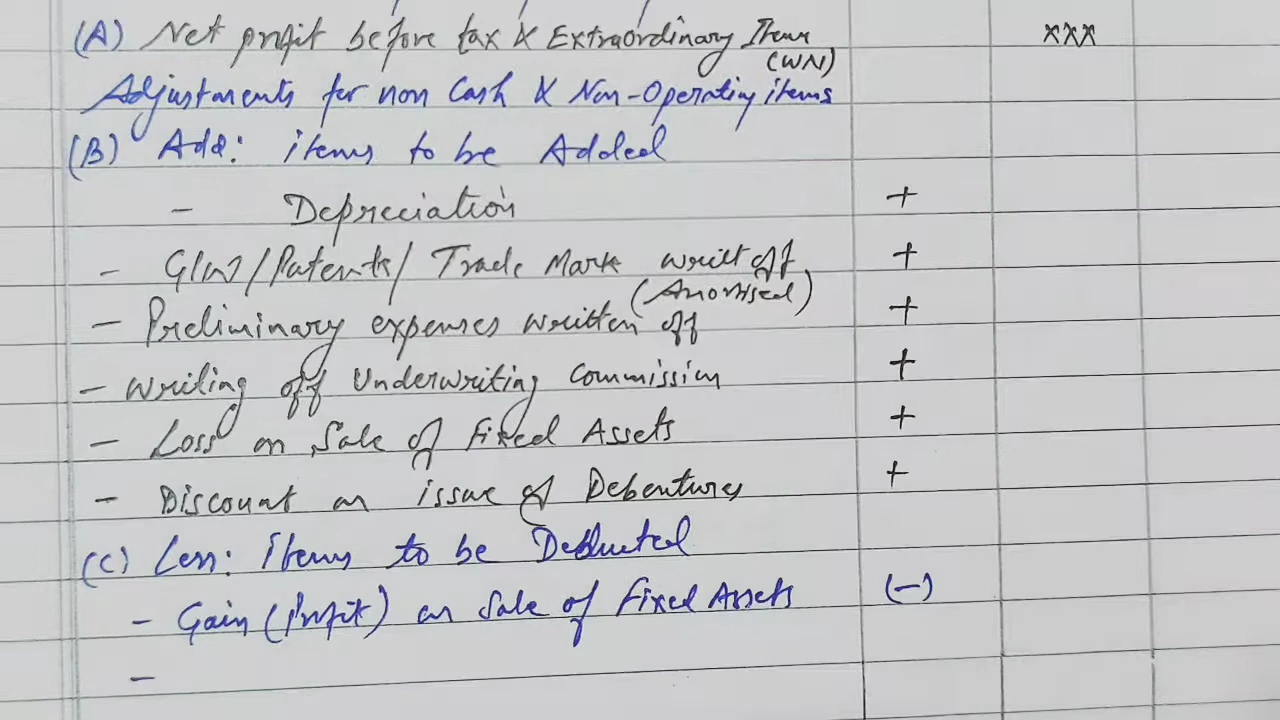 (A) Net profit before tax & Extraordinary Items xxx
(WN)
Adjustments for non Cash & Non-Operating items
(B) Add: items to be Added
- Depreciation +
- G/W/Patents/Trade Mark writt off +
(Amortised)
- Preliminary expenses written off +
- Writing off Underwriting Commission +
- Loss on Sale of Fixed Assets +
- Discount on issue of Debentures +
(C) Less: items to be Deducted
- Gain (Profit) on Sale of Fixed Assets (-)
-